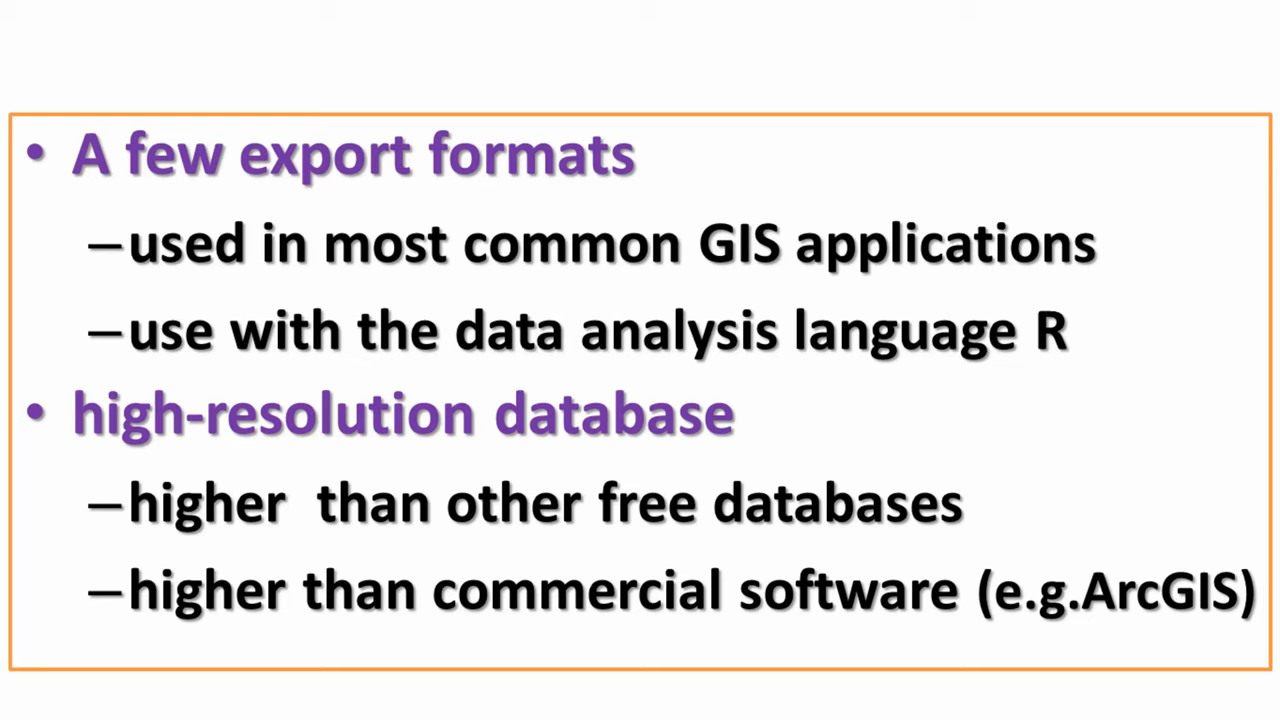 • A few export formats
–used in most common GIS applications
–use with the data analysis language R
• high-resolution database
–higher  than other free databases
–higher than commercial software (e.g.ArcGIS)